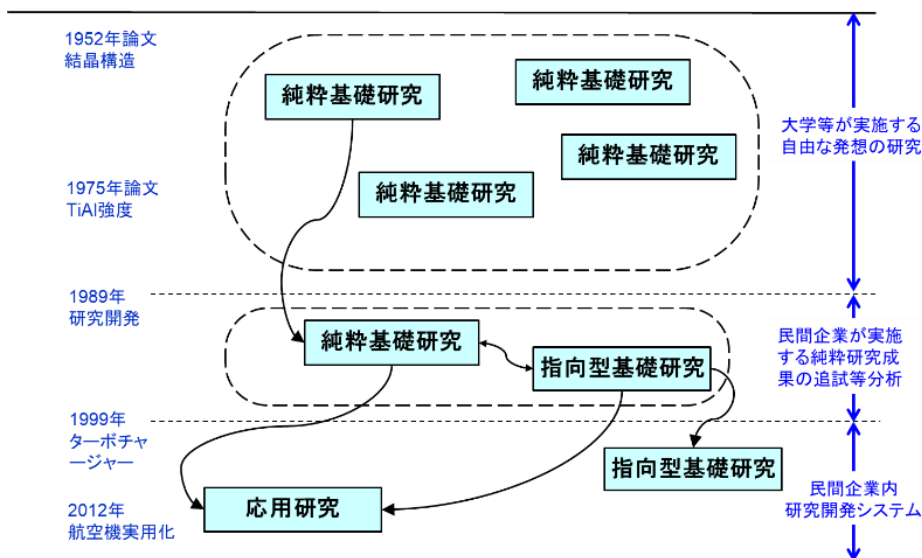 1952年論文
結晶構造
純粋基礎研究
純粋基礎研究
大学等が実施する
自由な発想の研究
純粋基礎研究
1975年論文
TiAl強度
純粋基礎研究
1989年
研究開発
純粋基礎研究
指向型基礎研究
民間企業が実施
する純粋研究成
果の追試等分析
1999年
ターボチャ
ージャー
指向型基礎研究
2012年
航空機実用化
応用研究
民間企業内
研究開発システム